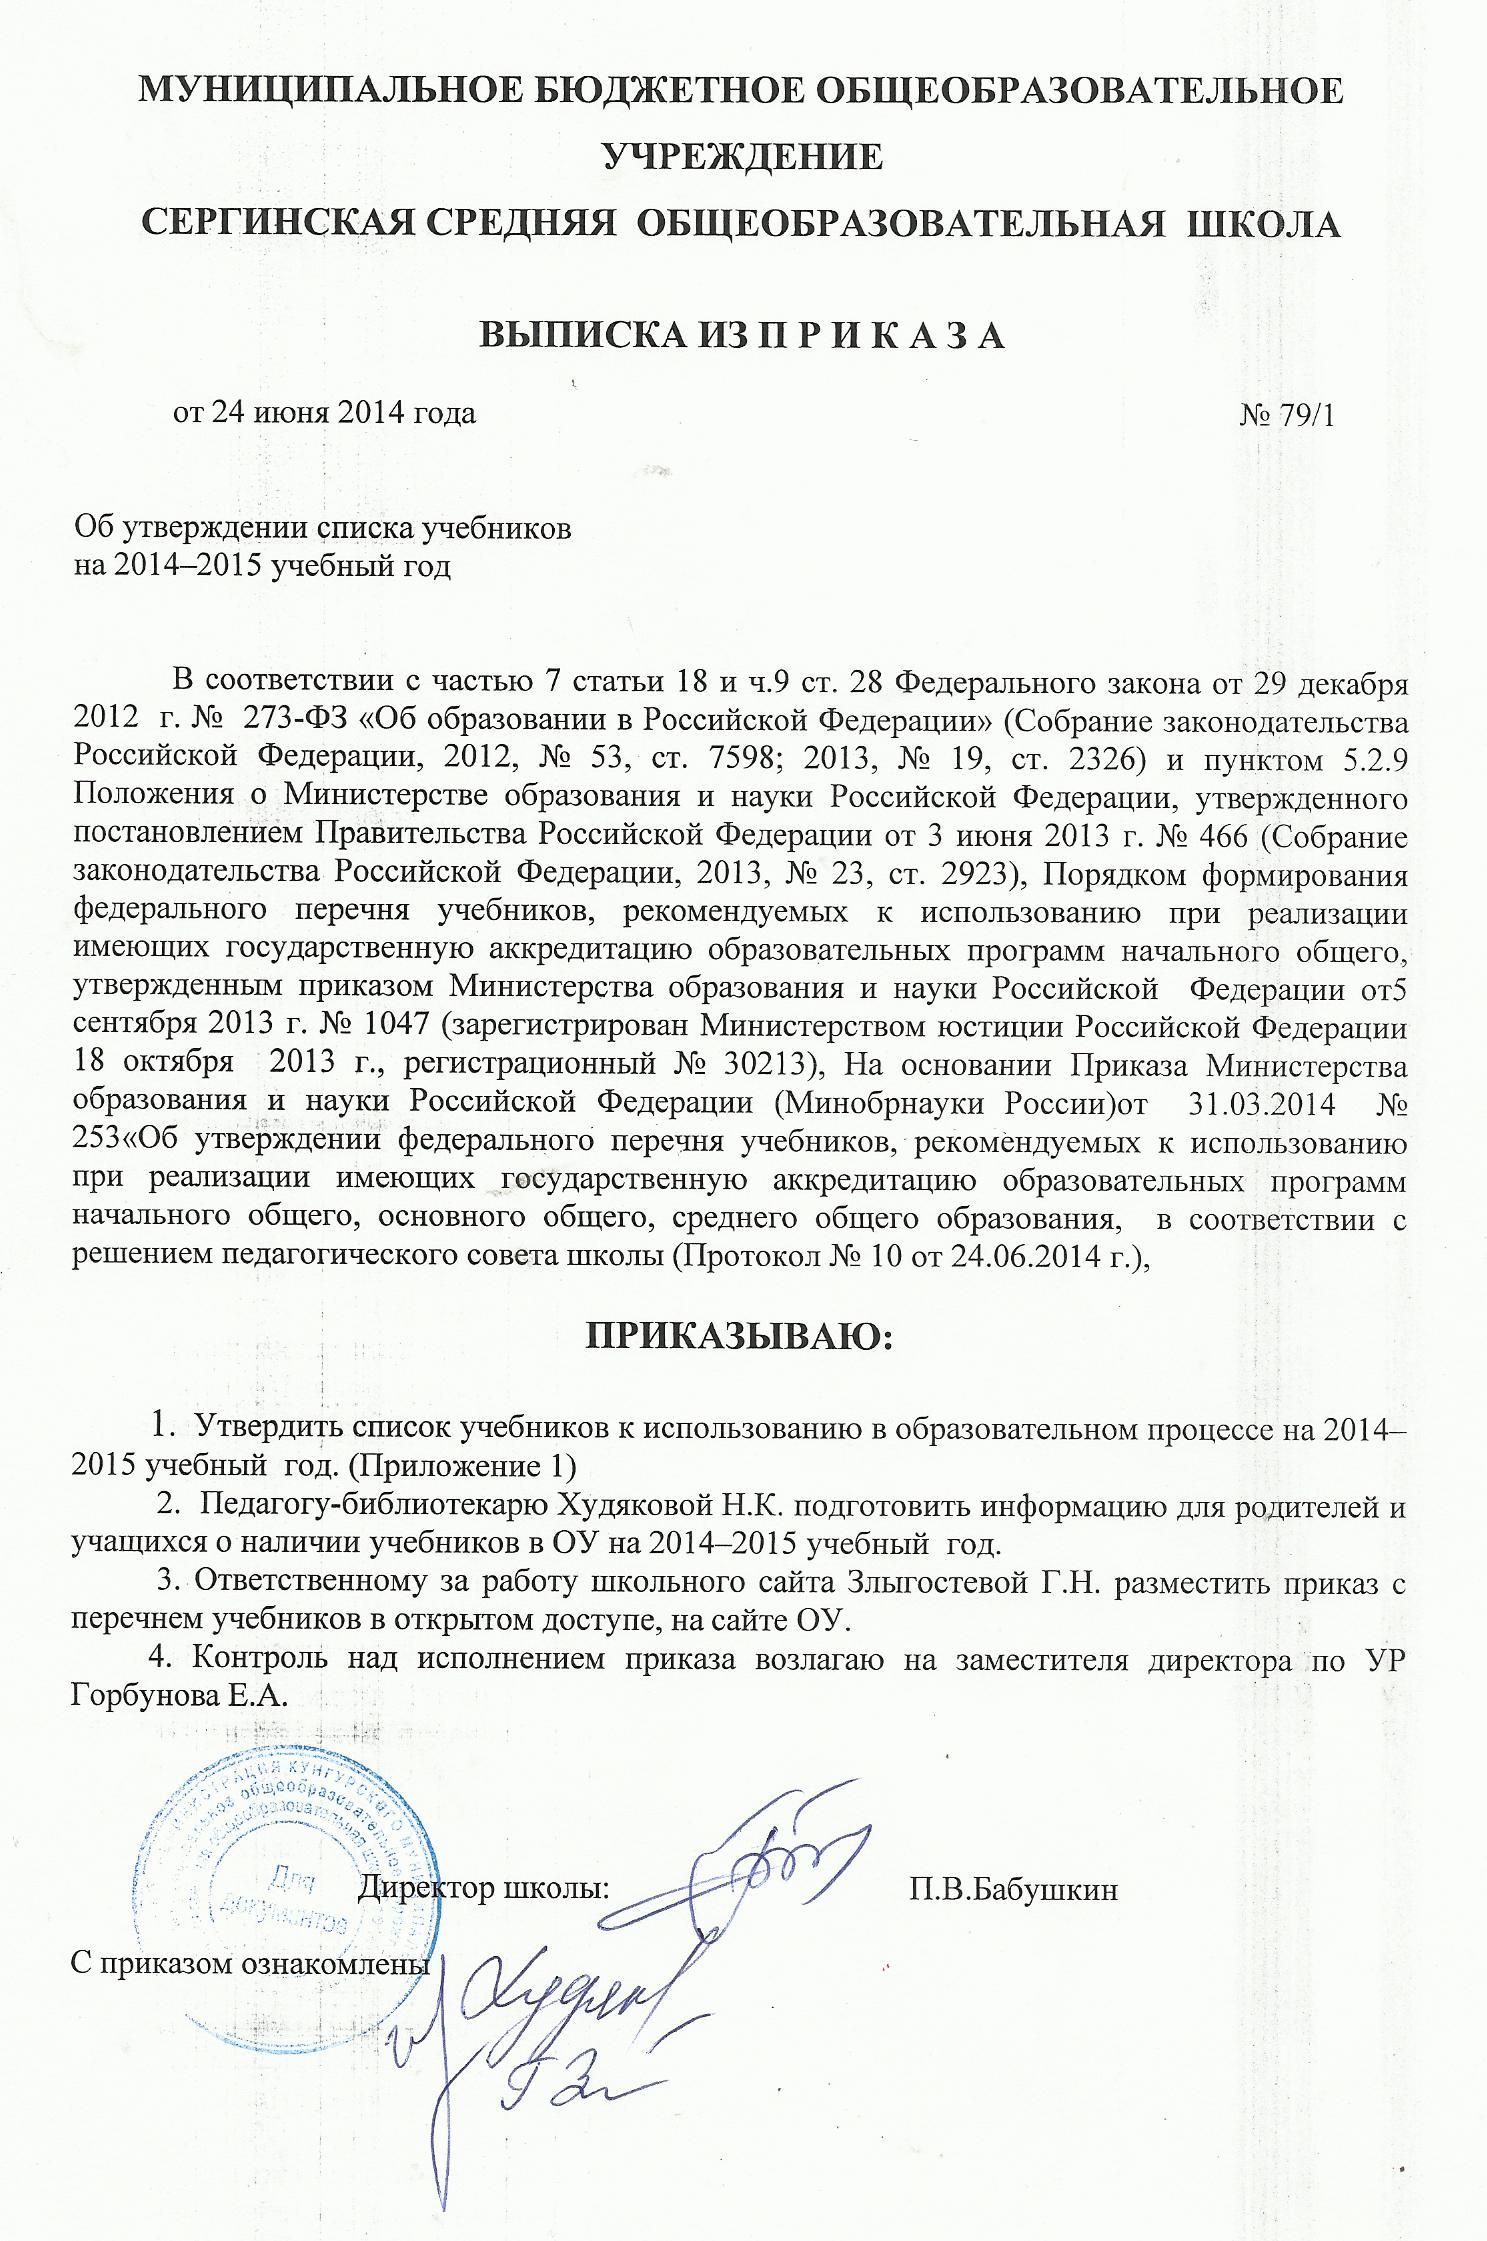 МУНИЦИПАЛЬНОЕ БЮДЖЕТНОЕ ОБЩЕОБРАЗОВАТЕЛЬНОЕ
УЧРЕЖДЕНИЕ
СЕРГИНСКАЯ СРЕДНЯЯ ОБЩЕОБРАЗОВАТЕЛЬНАЯ ШКОЛА
ВЫПИСКА ИЗ П Р И К А З А
от 24 июня 2014 года № 79/1
Об утверждении списка учебников
на 2014–2015 учебный год
В соответствии с частью 7 статьи 18 и ч.9 ст. 28 Федерального закона от 29 декабря
2012 г. № 273-ФЗ «Об образовании в Российской Федерации» (Собрание законодательства
Российской Федерации, 2012, № 53, ст. 7598; 2013, № 19, ст. 2326) и пунктом 5.2.9
Положения о Министерстве образования и науки Российской Федерации, утвержденного
постановлением Правительства Российской Федерации от 3 июня 2013 г. № 466 (Собрание
законодательства Российской Федерации, 2013, № 23, ст. 2923), Порядком формирования
федерального перечня учебников, рекомендуемых к использованию при реализации
имеющих государственную аккредитацию образовательных программ начального общего,
утвержденным приказом Министерства образования и науки Российской Федерации от5
сентября 2013 г. № 1047 (зарегистрирован Министерством юстиции Российской Федерации
18 октября 2013 г., регистрационный № 30213), На основании Приказа Министерства
образования и науки Российской Федерации (Минобрнауки России)от 31.03.2014 №
253«Об утверждении федерального перечня учебников, рекомендуемых к использованию
при реализации имеющих государственную аккредитацию образовательных программ
начального общего, основного общего, среднего общего образования, в соответствии с
решением педагогического совета школы (Протокол № 10 от 24.06.2014 г.),
ПРИКАЗЫВАЮ:
1. Утвердить список учебников к использованию в образовательном процессе на 2014–
2015 учебный год. (Приложение 1)
2. Педагогу-библиотекарю Худяковой Н.К. подготовить информацию для родителей и
учащихся о наличии учебников в ОУ на 2014–2015 учебный год.
3. Ответственному за работу школьного сайта Злыгостевой Г.Н. разместить приказ с
перечнем учебников в открытом доступе, на сайте ОУ.
4. Контроль над исполнением приказа возлагаю на заместителя директора по УР
Горбунова Е.А.
КУНГУРСКОГО
общеобразовательное
Для
документов
Директор школы: П.В.Бабушкин
С приказом ознакомлены